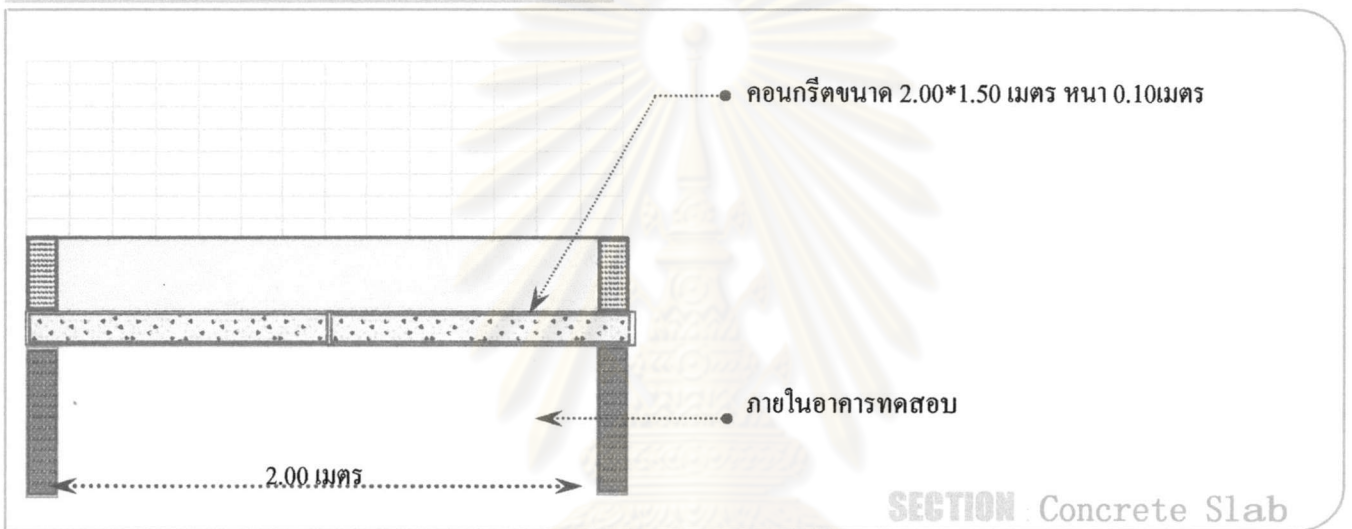 คอนกรีตขนาด 2.00*1.50 เมตร หนา 0.10เมตร
ภายในอาคารทดสอบ
2.00 เมตร
SECTION : Concrete Slab